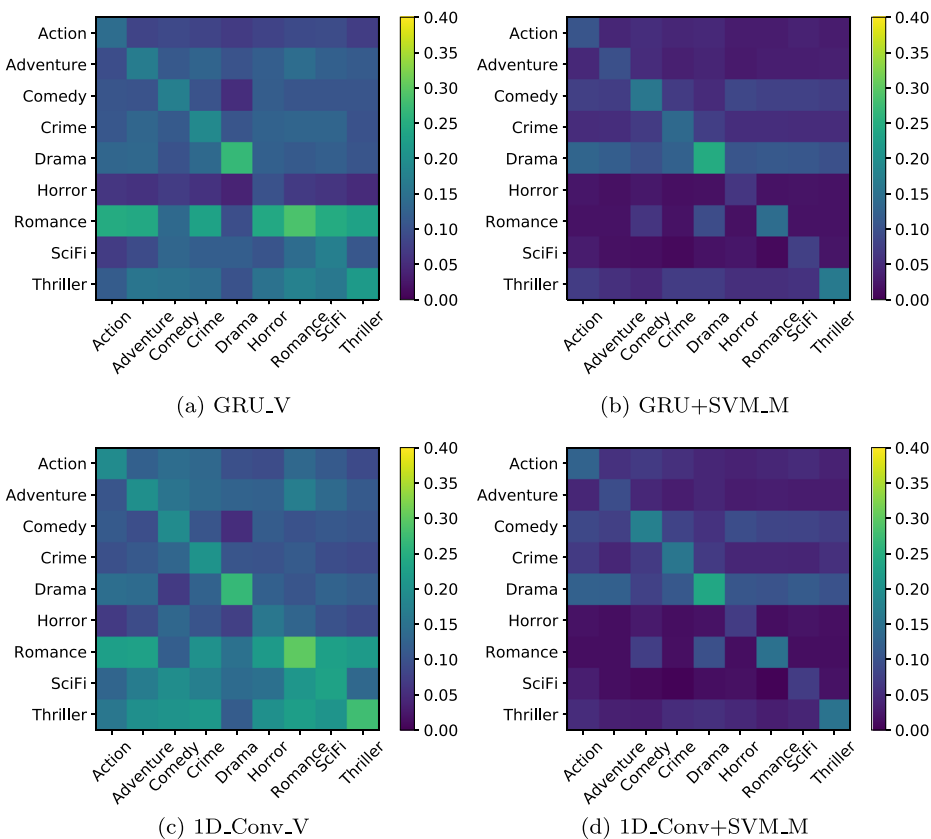 Action
Adventure
Comedy
Crime
Drama
Horror
Romance
SciFi
Thriller
Action
Adventure
Comedy
Crime
Drama
Horror
Romance
SciFi
Thriller
0.40
0.35
0.30
0.25
0.20
0.15
0.10
0.05
0.00
(a) GRU_V
Action
Adventure
Comedy
Crime
Drama
Horror
Romance
SciFi
Thriller
Action
Adventure
Comedy
Crime
Drama
Horror
Romance
SciFi
Thriller
0.40
0.35
0.30
0.25
0.20
0.15
0.10
0.05
0.00
(b) GRU+SVM_M
Action
Adventure
Comedy
Crime
Drama
Horror
Romance
SciFi
Thriller
Action
Adventure
Comedy
Crime
Drama
Horror
Romance
SciFi
Thriller
0.40
0.35
0.30
0.25
0.20
0.15
0.10
0.05
0.00
(c) 1D_Conv_V
Action
Adventure
Comedy
Crime
Drama
Horror
Romance
SciFi
Thriller
Action
Adventure
Comedy
Crime
Drama
Horror
Romance
SciFi
Thriller
0.40
0.35
0.30
0.25
0.20
0.15
0.10
0.05
0.00
(d) 1D_Conv+SVM_M